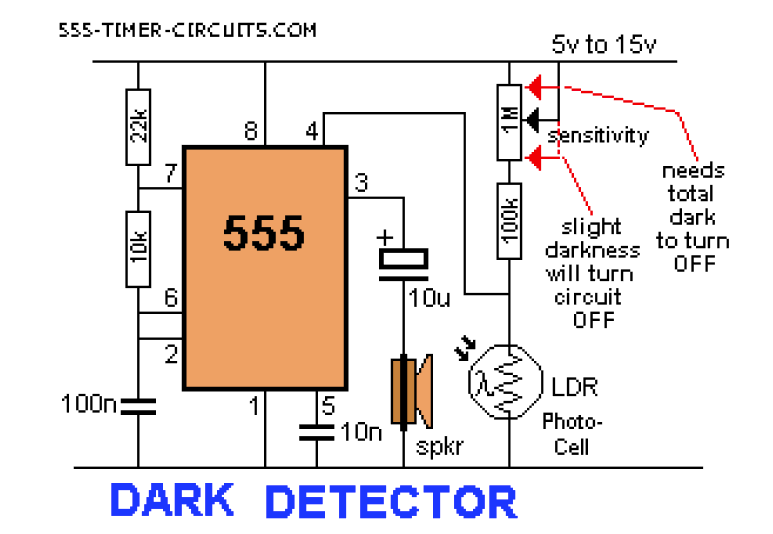 555-TIMER-CIRCUITS.COM
5v to 15v
22k
8
4
1M
sensitivity
7
3
needs
total
dark
to turn
OFF
10k
555
100k
slight
darkness
will turn
circuit
OFF
+
6
10u
2
100n
1
5
10n
spkr
λ
LDR
Photo-
Cell
DARK DETECTOR